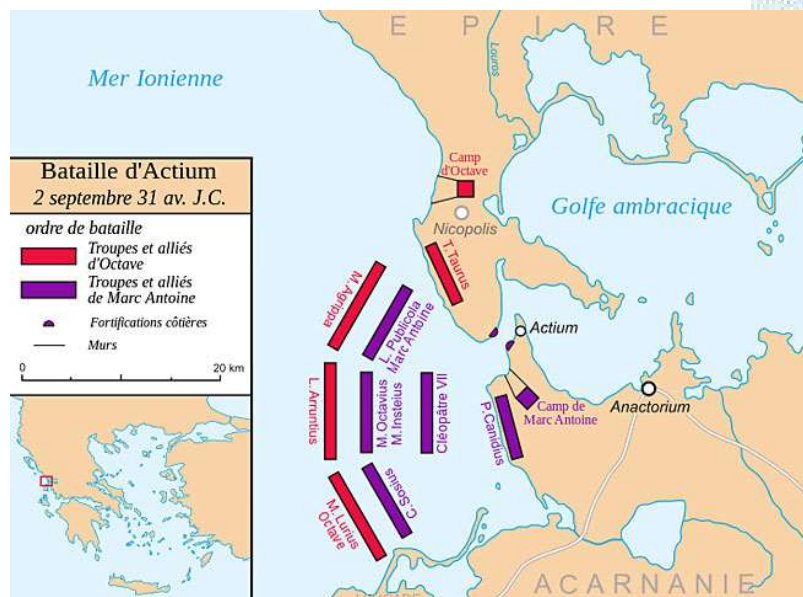 EPIRE
Mer Ionienne
Louros
Bataille d'Actium
2 septembre 31 av. J.C.
ordre de bataille
Troupes et alliés
d'Octave
Troupes et alliés
de Marc Antoine
Fortifications côtières
Murs
0
20 km
Camp
d'Octave
Nicopolis
Golfe ambracique
T.Taurus
M.Agrippa
L. Publicola
Marc Antoine
Actium
L.Arruntius
M.Octavius
M.Insteius
Cléopâtre VII
P.Canidius
Camp de
Marc Antoine
Anactorium
C.Sosius
M.Lurius
Octave
ACARNANIE